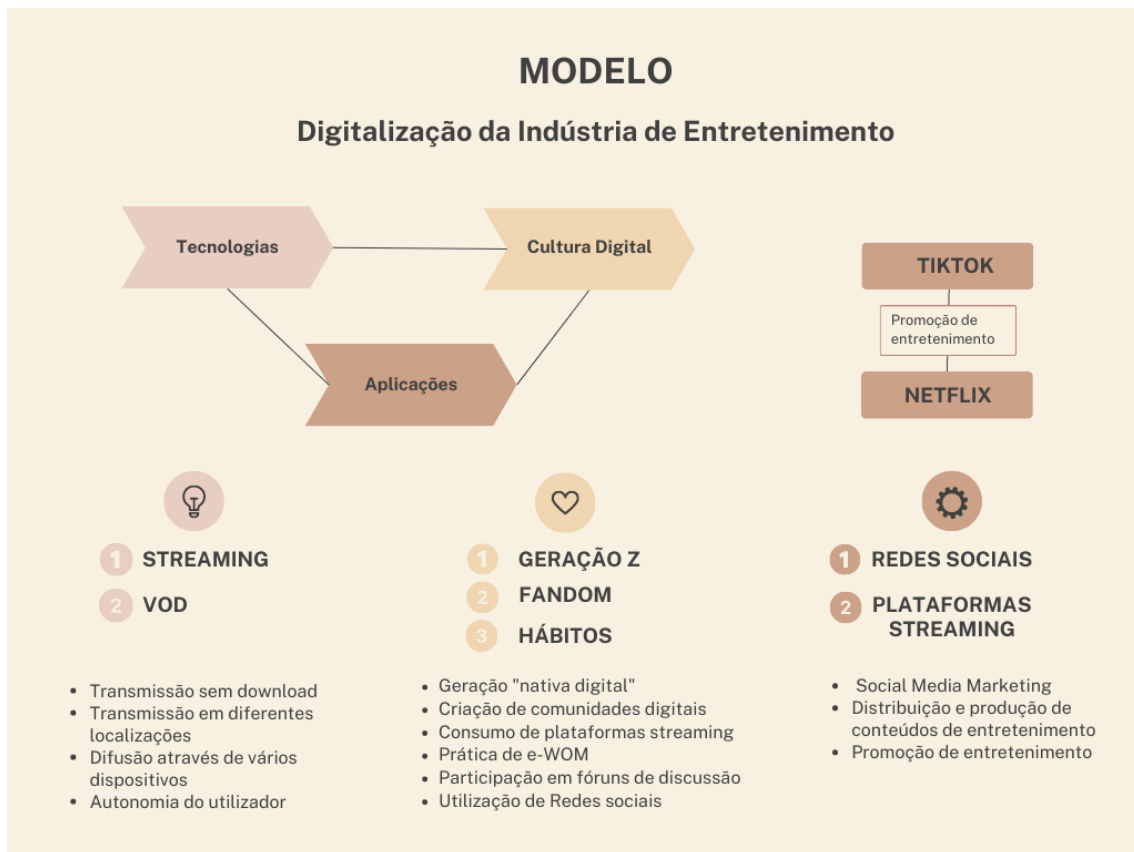 MODELO
Digitalização da Indústria de Entretenimento
Tecnologias
Cultura Digital
Aplicações
TIKTOK
Promoção de
entretenimento
NETFLIX
1 STREAMING
2 VOD
• Transmissão sem download
• Transmissão em diferentes
localizações
• Difusão através de vários
dispositivos
• Autonomia do utilizador
1 GERAÇÃO Z
2 FANDOM
3 HÁBITOS
• Geração "nativa digital"
• Criação de comunidades digitais
• Consumo de plataformas streaming
• Prática de e-WOM
• Participação em fóruns de discussão
• Utilização de Redes sociais
1 REDES SOCIAIS
2 PLATAFORMAS
STREAMING
• Social Media Marketing
• Distribuição e produção de
conteúdos de entretenimento
• Promoção de entretenimento